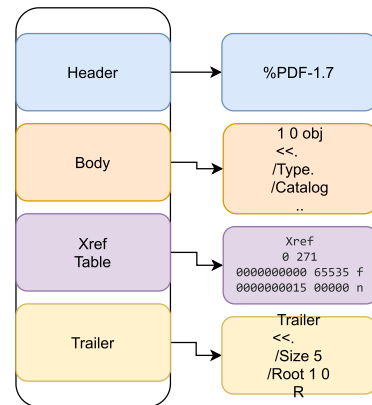 Header
%PDF-1.7
Body
1 0 obj
<<.
/Type.
/Catalog
..
Xref
Table
Xref
0 271
0000000000 65535 f
0000000015 00000 n
Trailer
Trailer
<<.
/Size 5
/Root 1 0
R